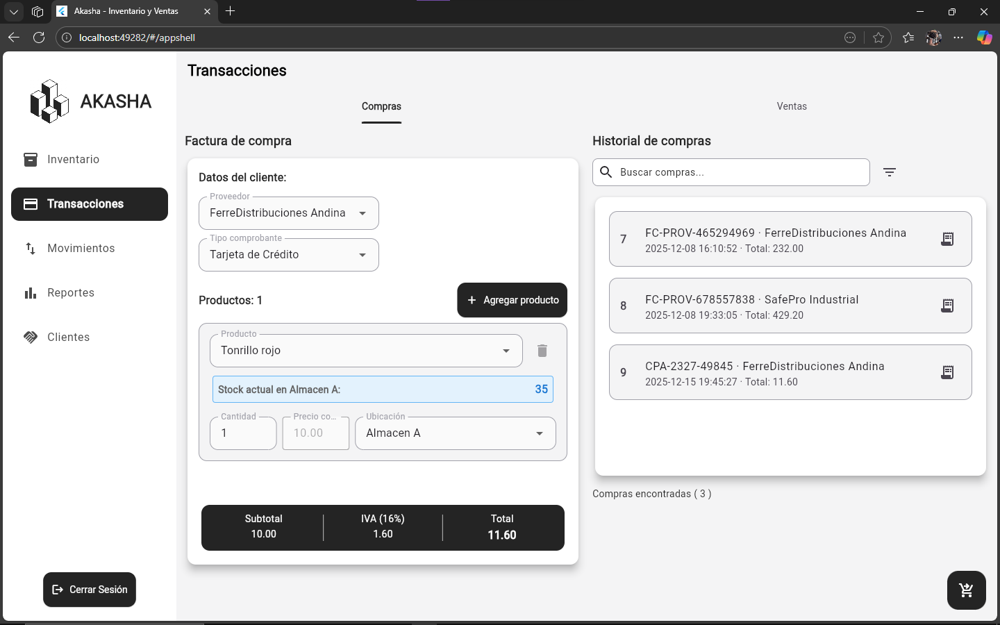 Akasha - Inventario y Ventas
localhost:49282/#/appshell
AKASHA
Inventario
Transacciones
Movimientos
Reportes
Clientes
Cerrar Sesión
Transacciones
Compras
Ventas
Factura de compra
Datos del cliente:
Proveedor
FerreDistribuciones Andina
Tipo comprobante
Tarjeta de Crédito
Productos: 1
+ Agregar producto
Producto
Tonrillo rojo
Stock actual en Almacen A: 35
Cantidad
1
Precio co...
10.00
Ubicación
Almacen A
Subtotal
10.00
IVA (16%)
1.60
Total
11.60
Historial de compras
Buscar compras...
7
FC-PROV-465294969 · FerreDistribuciones Andina
2025-12-08 16:10:52 · Total: 232.00
8
FC-PROV-678557838 · SafePro Industrial
2025-12-08 19:33:05 · Total: 429.20
9
CPA-2327-49845 · FerreDistribuciones Andina
2025-12-15 19:45:27 · Total: 11.60
Compras encontradas ( 3 )